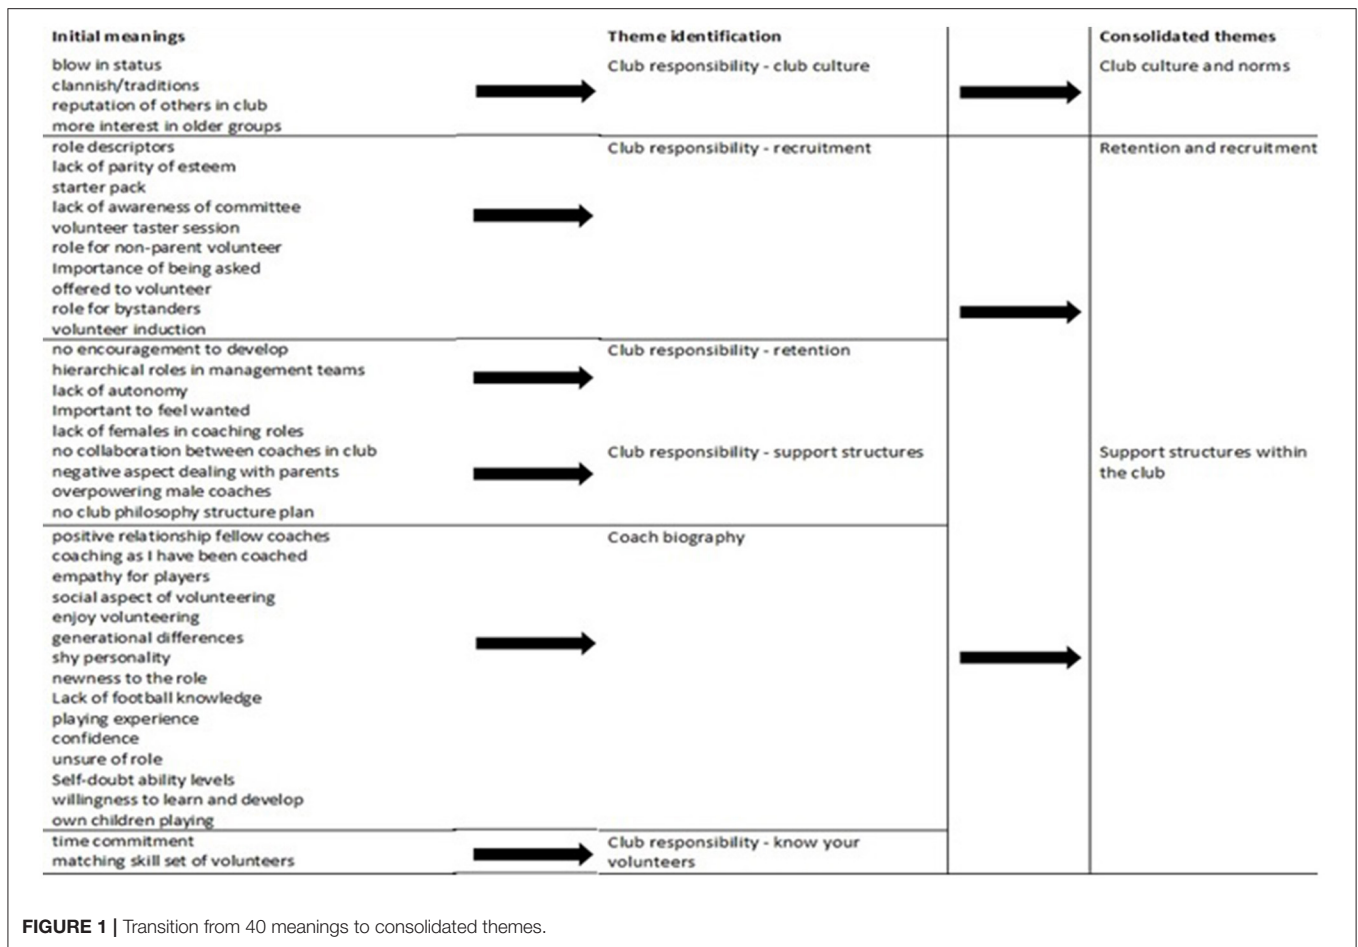 Initial meanings
Theme identification
Consolidated themes
blow in status
Club responsibility - club culture
Club culture and norms
clannish/traditions
reputation of others in club
more interest in older groups
role descriptors
Club responsibility - recruitment
Retention and recruitment
lack of parity of esteem
starter pack
lack of awareness of committee
volunteer taster session
role for non-parent volunteer
Importance of being asked
offered to volunteer
role for bystanders
volunteer induction
no encouragement to develop
Club responsibility - retention
hierarchical roles in management teams
lack of autonomy
Important to feel wanted
lack of females in coaching roles
no collaboration between coaches in club
Club responsibility - support structures
Support structures within
the club
negative aspect dealing with parents
overpowering male coaches
no club philosophy structure plan
positive relationship fellow coaches
Coach biography
coaching as I have been coached
empathy for players
social aspect of volunteering
enjoy volunteering
generational differences
shy personality
newness to the role
Lack of football knowledge
playing experience
confidence
unsure of role
Self-doubt ability levels
willingness to learn and develop
own children playing
time commitment
Club responsibility - know your
volunteers
matching skill set of volunteers
FIGURE 1 | Transition from 40 meanings to consolidated themes.